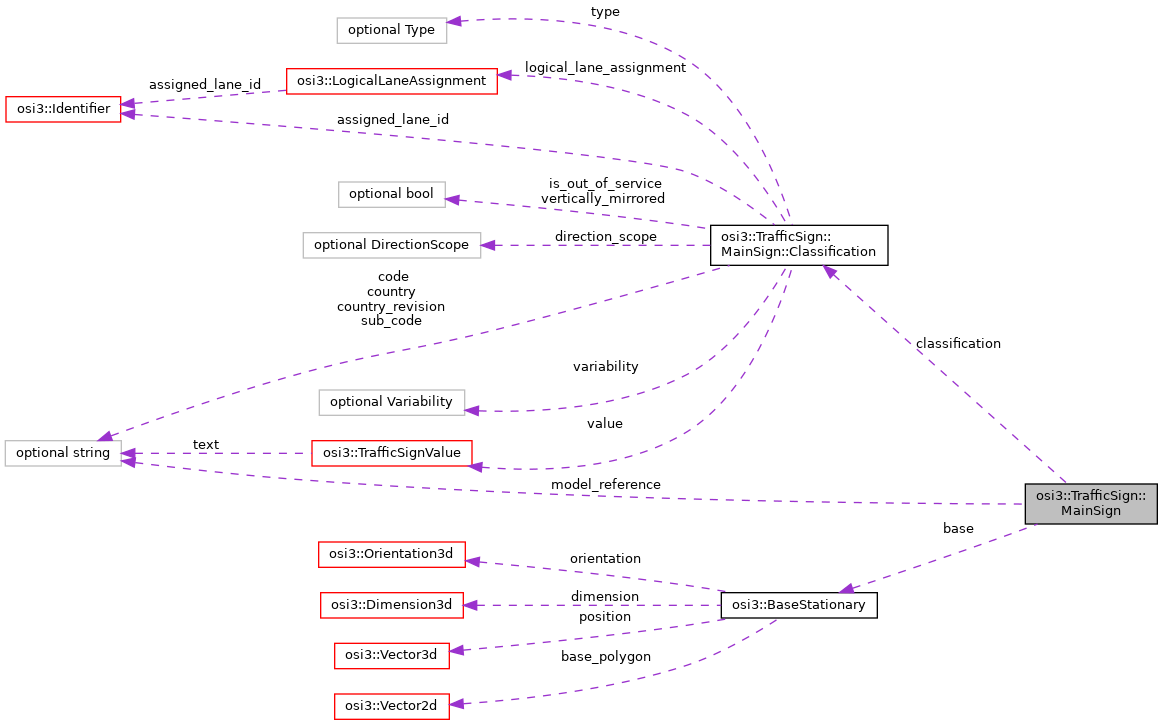 type
optional Type
logical_lane_assignment
osi3::LogicalLaneAssignment
assigned_lane_id
osi3::Identifier
assigned_lane_id
is_out_of_service
vertically_mirrored
optional bool
osi3::TrafficSign::
MainSign::Classification
direction_scope
optional DirectionScope
code
country
country_revision
sub_code
classification
variability
optional Variability
value
text
optional string
osi3::TrafficSignValue
model_reference
osi3::TrafficSign::
MainSign
base
orientation
osi3::Orientation3d
dimension
osi3::Dimension3d
osi3::BaseStationary
position
osi3::Vector3d
base_polygon
osi3::Vector2d